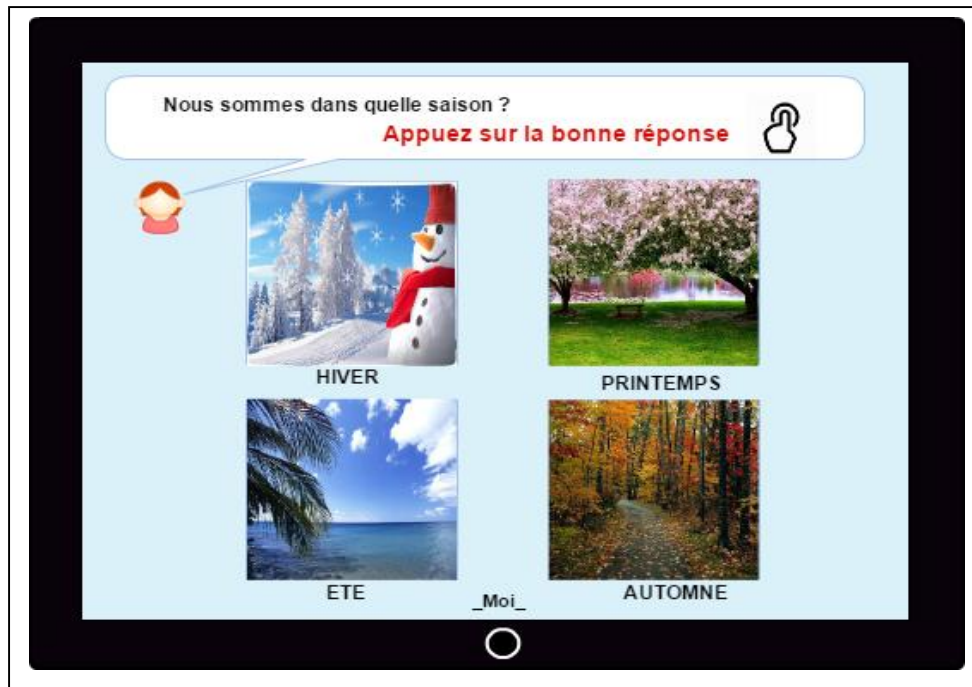 Nous sommes dans quelle saison ?
Appuez sur la bonne réponse
HIVER
PRINTEMPS
ETE
AUTOMNE
_Moi_